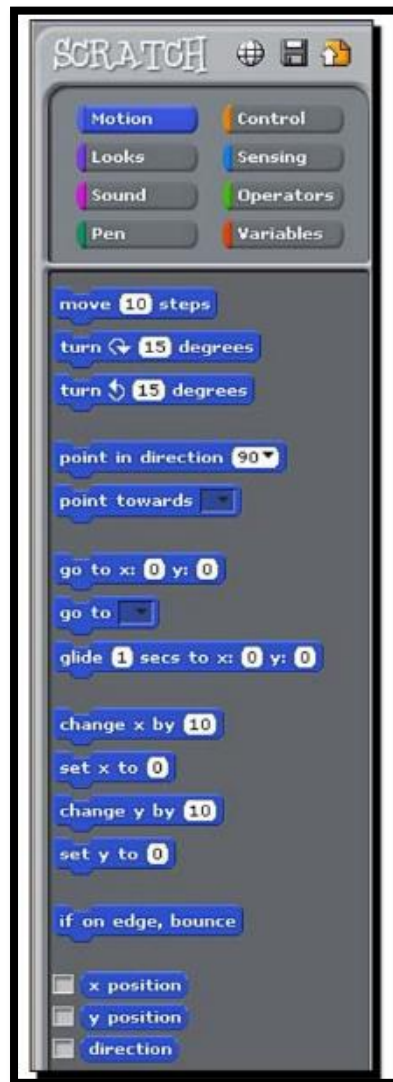 SCRATCH
Motion Control
Looks Sensing
Sound Operators
Pen Variables
move 10 steps
turn 15 degrees
turn 15 degrees
point in direction 90
point towards
go to x: 0 y: 0
go to
glide 1 secs to x: 0 y: 0
change x by 10
set x to 0
change y by 10
set y to 0
if on edge, bounce
x position
y position
direction